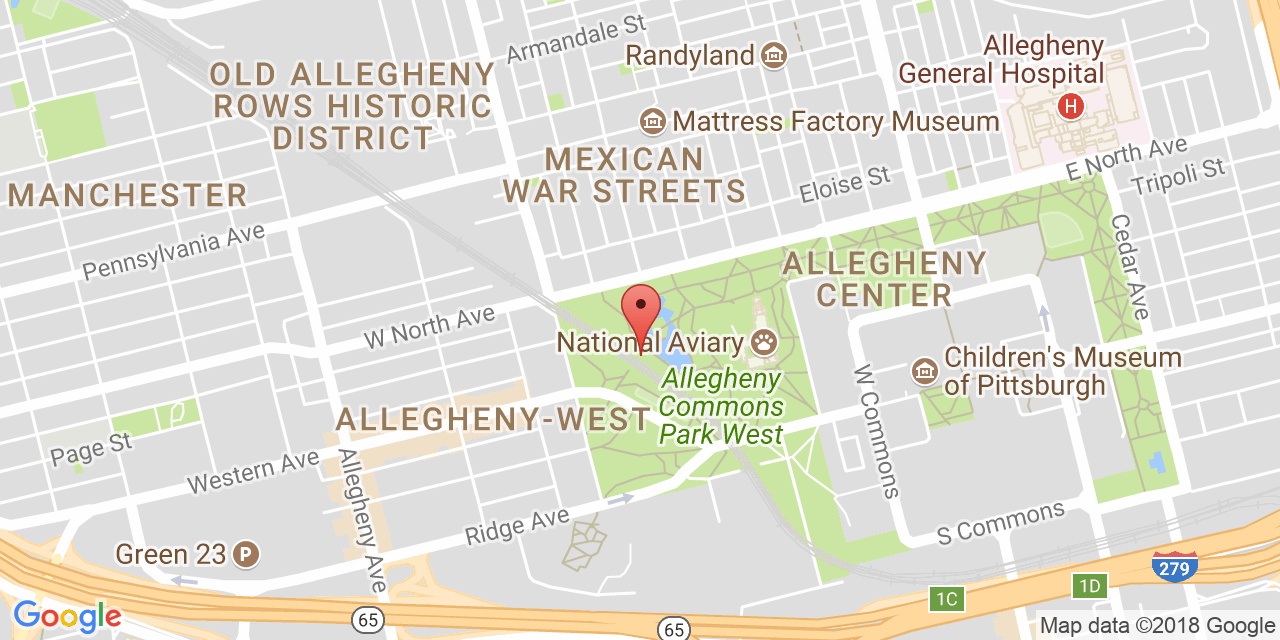 Armandale St
Randyland
Allegheny
General Hospital
H
OLD ALLEGHENY
ROWS HISTORIC
DISTRICT
Mattress Factory Museum
E North Ave
MEXICAN
WAR STREETS
Eloise St
Tripoli St
MANCHESTER
Pennsylvania Ave
Cedar Ave
ALLEGHENY
CENTER
W North Ave
National Aviary
Children's Museum
of Pittsburgh
Allegheny
Commons
Park West
W Commons
ALLEGHENY-WEST
Page St
Western Ave
Allegheny Ave
Ridge Ave
S Commons
Green 23
P
279
1D
1C
65
65
Google
Map data ©2018 Google